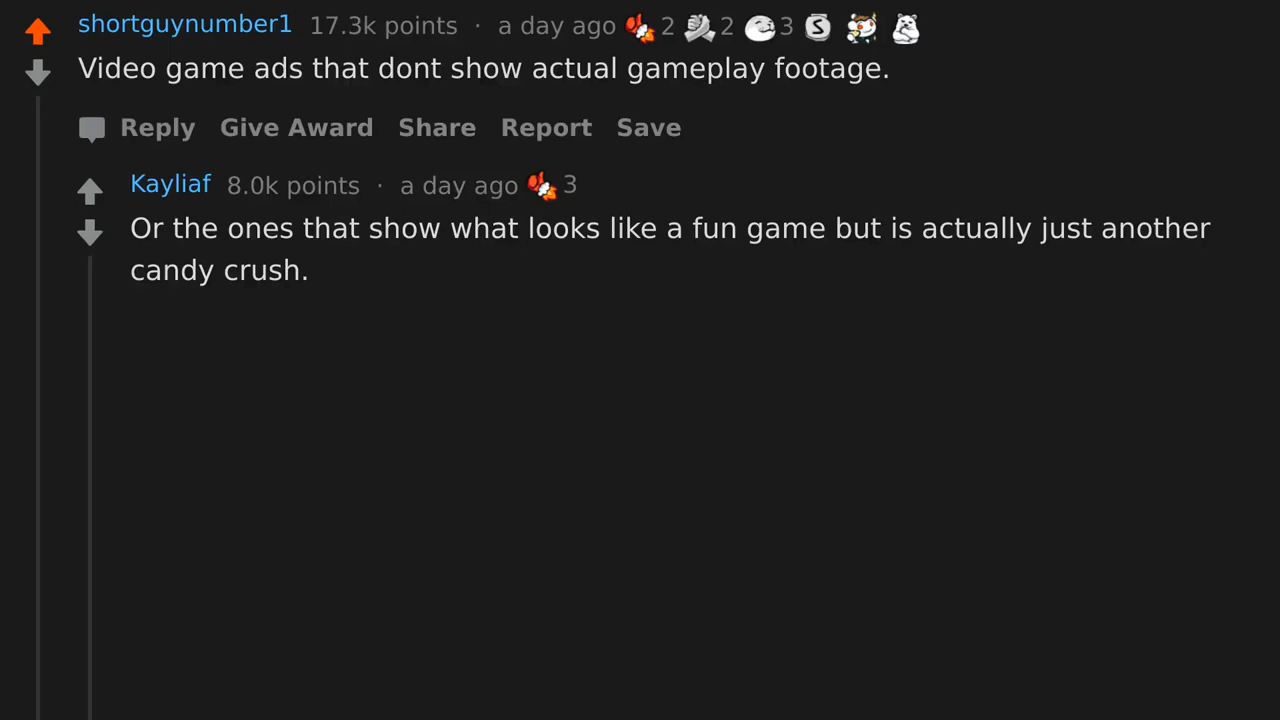 shortguynumber1 17.3k points · a day ago 2 2 3 S
Video game ads that dont show actual gameplay footage.
Reply Give Award Share Report Save
Kayliaf 8.0k points · a day ago 3
Or the ones that show what looks like a fun game but is actually just another
candy crush.